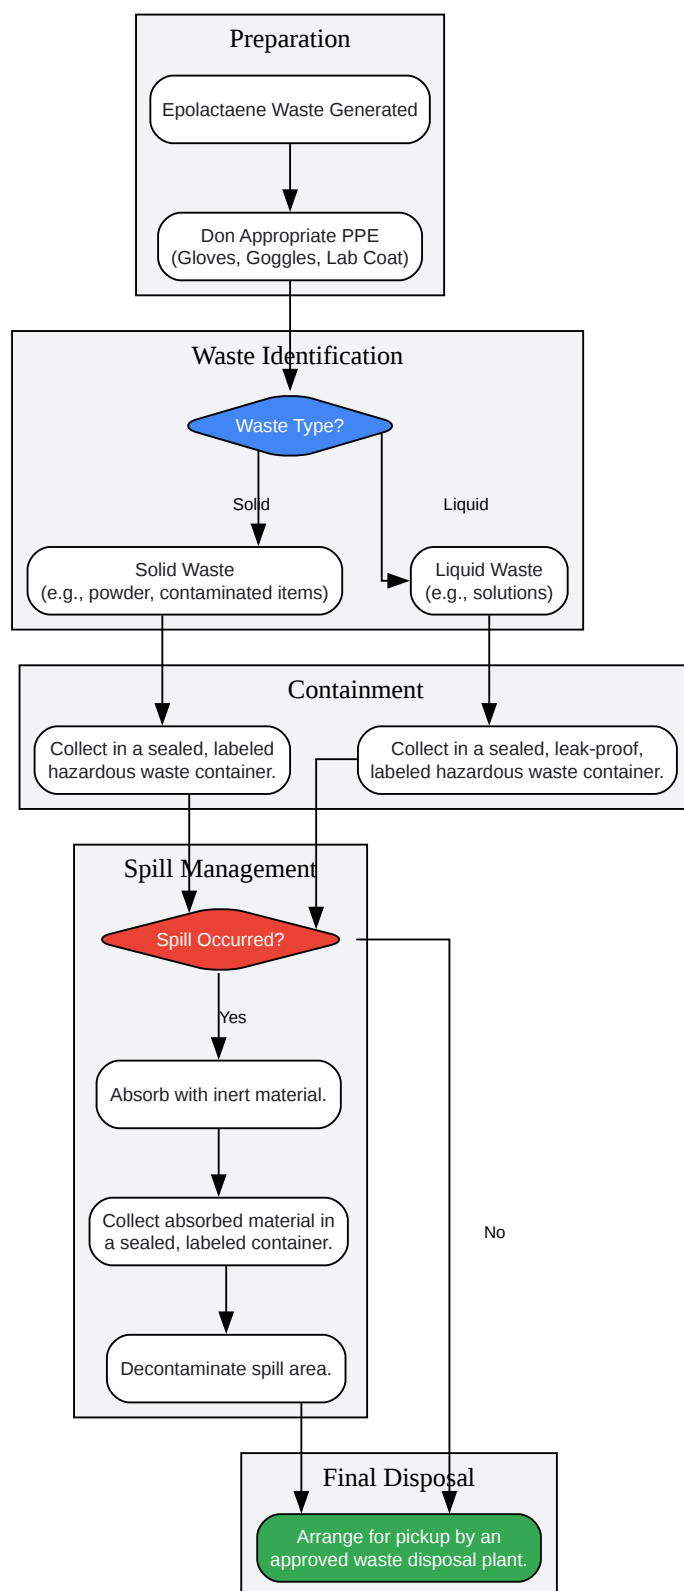 Preparation
Epolactaene Waste Generated
Don Appropriate PPE
(Gloves, Goggles, Lab Coat)
Waste Identification
Waste Type?
Solid
Liquid
Solid Waste
(e.g., powder, contaminated items)
Liquid Waste
(e.g., solutions)
Containment
Collect in a sealed, labeled
hazardous waste container.
Collect in a sealed, leak-proof,
labeled hazardous waste container.
Spill Management
Spill Occurred?
Yes
Absorb with inert material.
Collect absorbed material in
a sealed, labeled container.
No
Decontaminate spill area.
Final Disposal
Arrange for pickup by an
approved waste disposal plant.